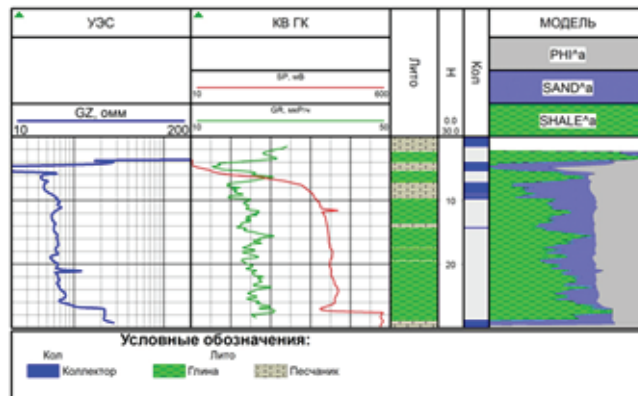 УЭС
КВ ГК
МОДЕЛЬ
PHI^a
SP, мВ
10 600
SAND^a
GZ, омм
10 200
GR, мкР/ч
10 50
SHALE^a
Лито
Н
0.0
30.0
Кол
10
20
Условные обозначения:
Кол
Лито
Коллектор
Глина
Песчаник